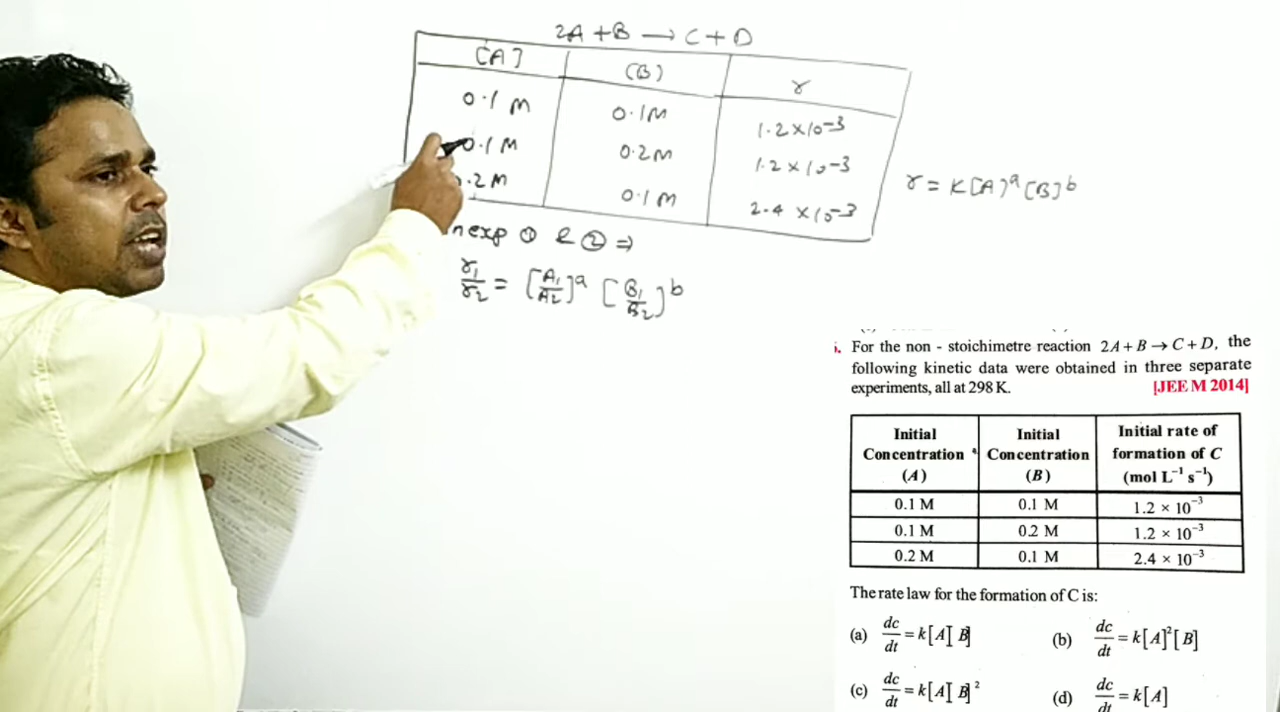 2A + B → C + D
[A] (B) r
0.1 M 0.1M 1.2×10-3
0.1 M 0.2M 1.2×10-3
.2M 0.1M 2.4×10-3
r = K[A]a[B]b
n exp ① & ② ⇒
r1/r2 = [A1/A2]a [B1/B2]b
For the non - stoichimetre reaction 2A + B → C + D, the
following kinetic data were obtained in three separate
experiments, all at 298 K. [JEE M 2014]
Initial Concentration (A) Initial Concentration (B) Initial rate of formation of C (mol L⁻¹ s⁻¹)
0.1 M 0.1 M 1.2 × 10⁻³
0.1 M 0.2 M 1.2 × 10⁻³
0.2 M 0.1 M 2.4 × 10⁻³
The rate law for the formation of C is:
(a) dc/dt = k[A][B] (b) dc/dt = k[A]²[B]
(c) dc/dt = k[A][B]² (d) dc/dt = k[A]